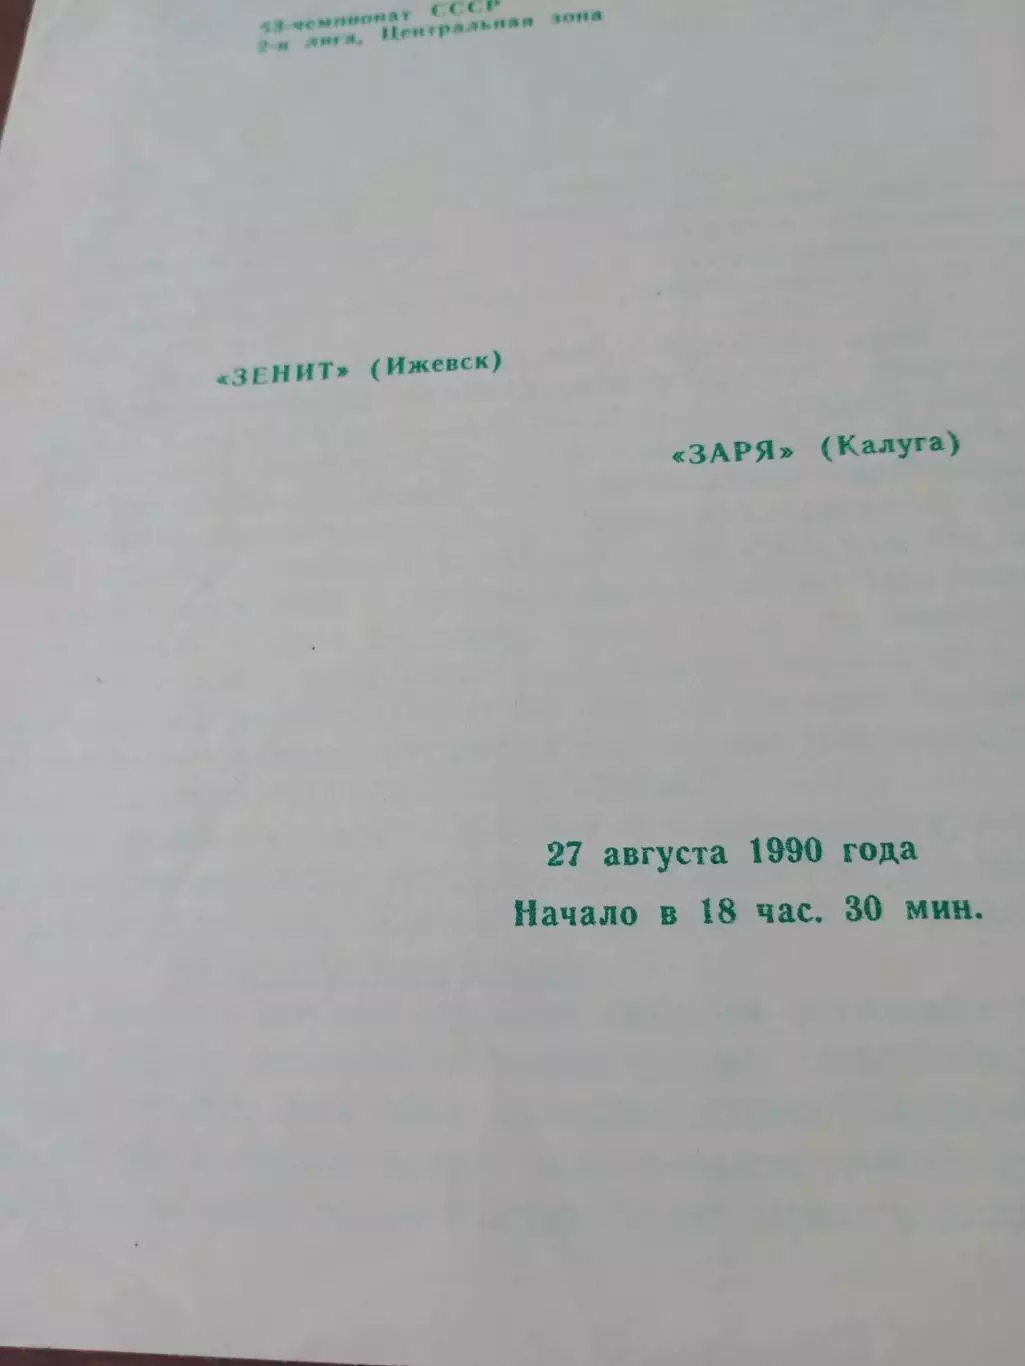 53-чемпионат СССР
2-я лига, Центральная зона
«ЗЕНИТ» (Ижевск)
«ЗАРЯ» (Калуга)
27 августа 1990 года
Начало в 18 час. 30 мин.